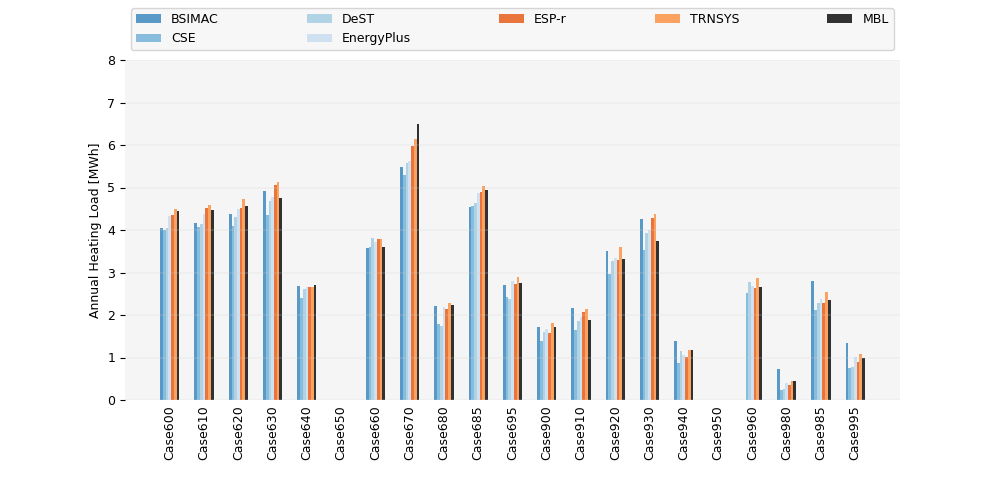 BSIMAC DeST ESP-r TRNSYS MBL
CSE EnergyPlus
8
7
6
5
4
3
2
1
0
Annual Heating Load [MWh]
Case600 Case610 Case620 Case630 Case640 Case650 Case660 Case670 Case680 Case685 Case695 Case900 Case910 Case920 Case930 Case940 Case950 Case960 Case980 Case985 Case995